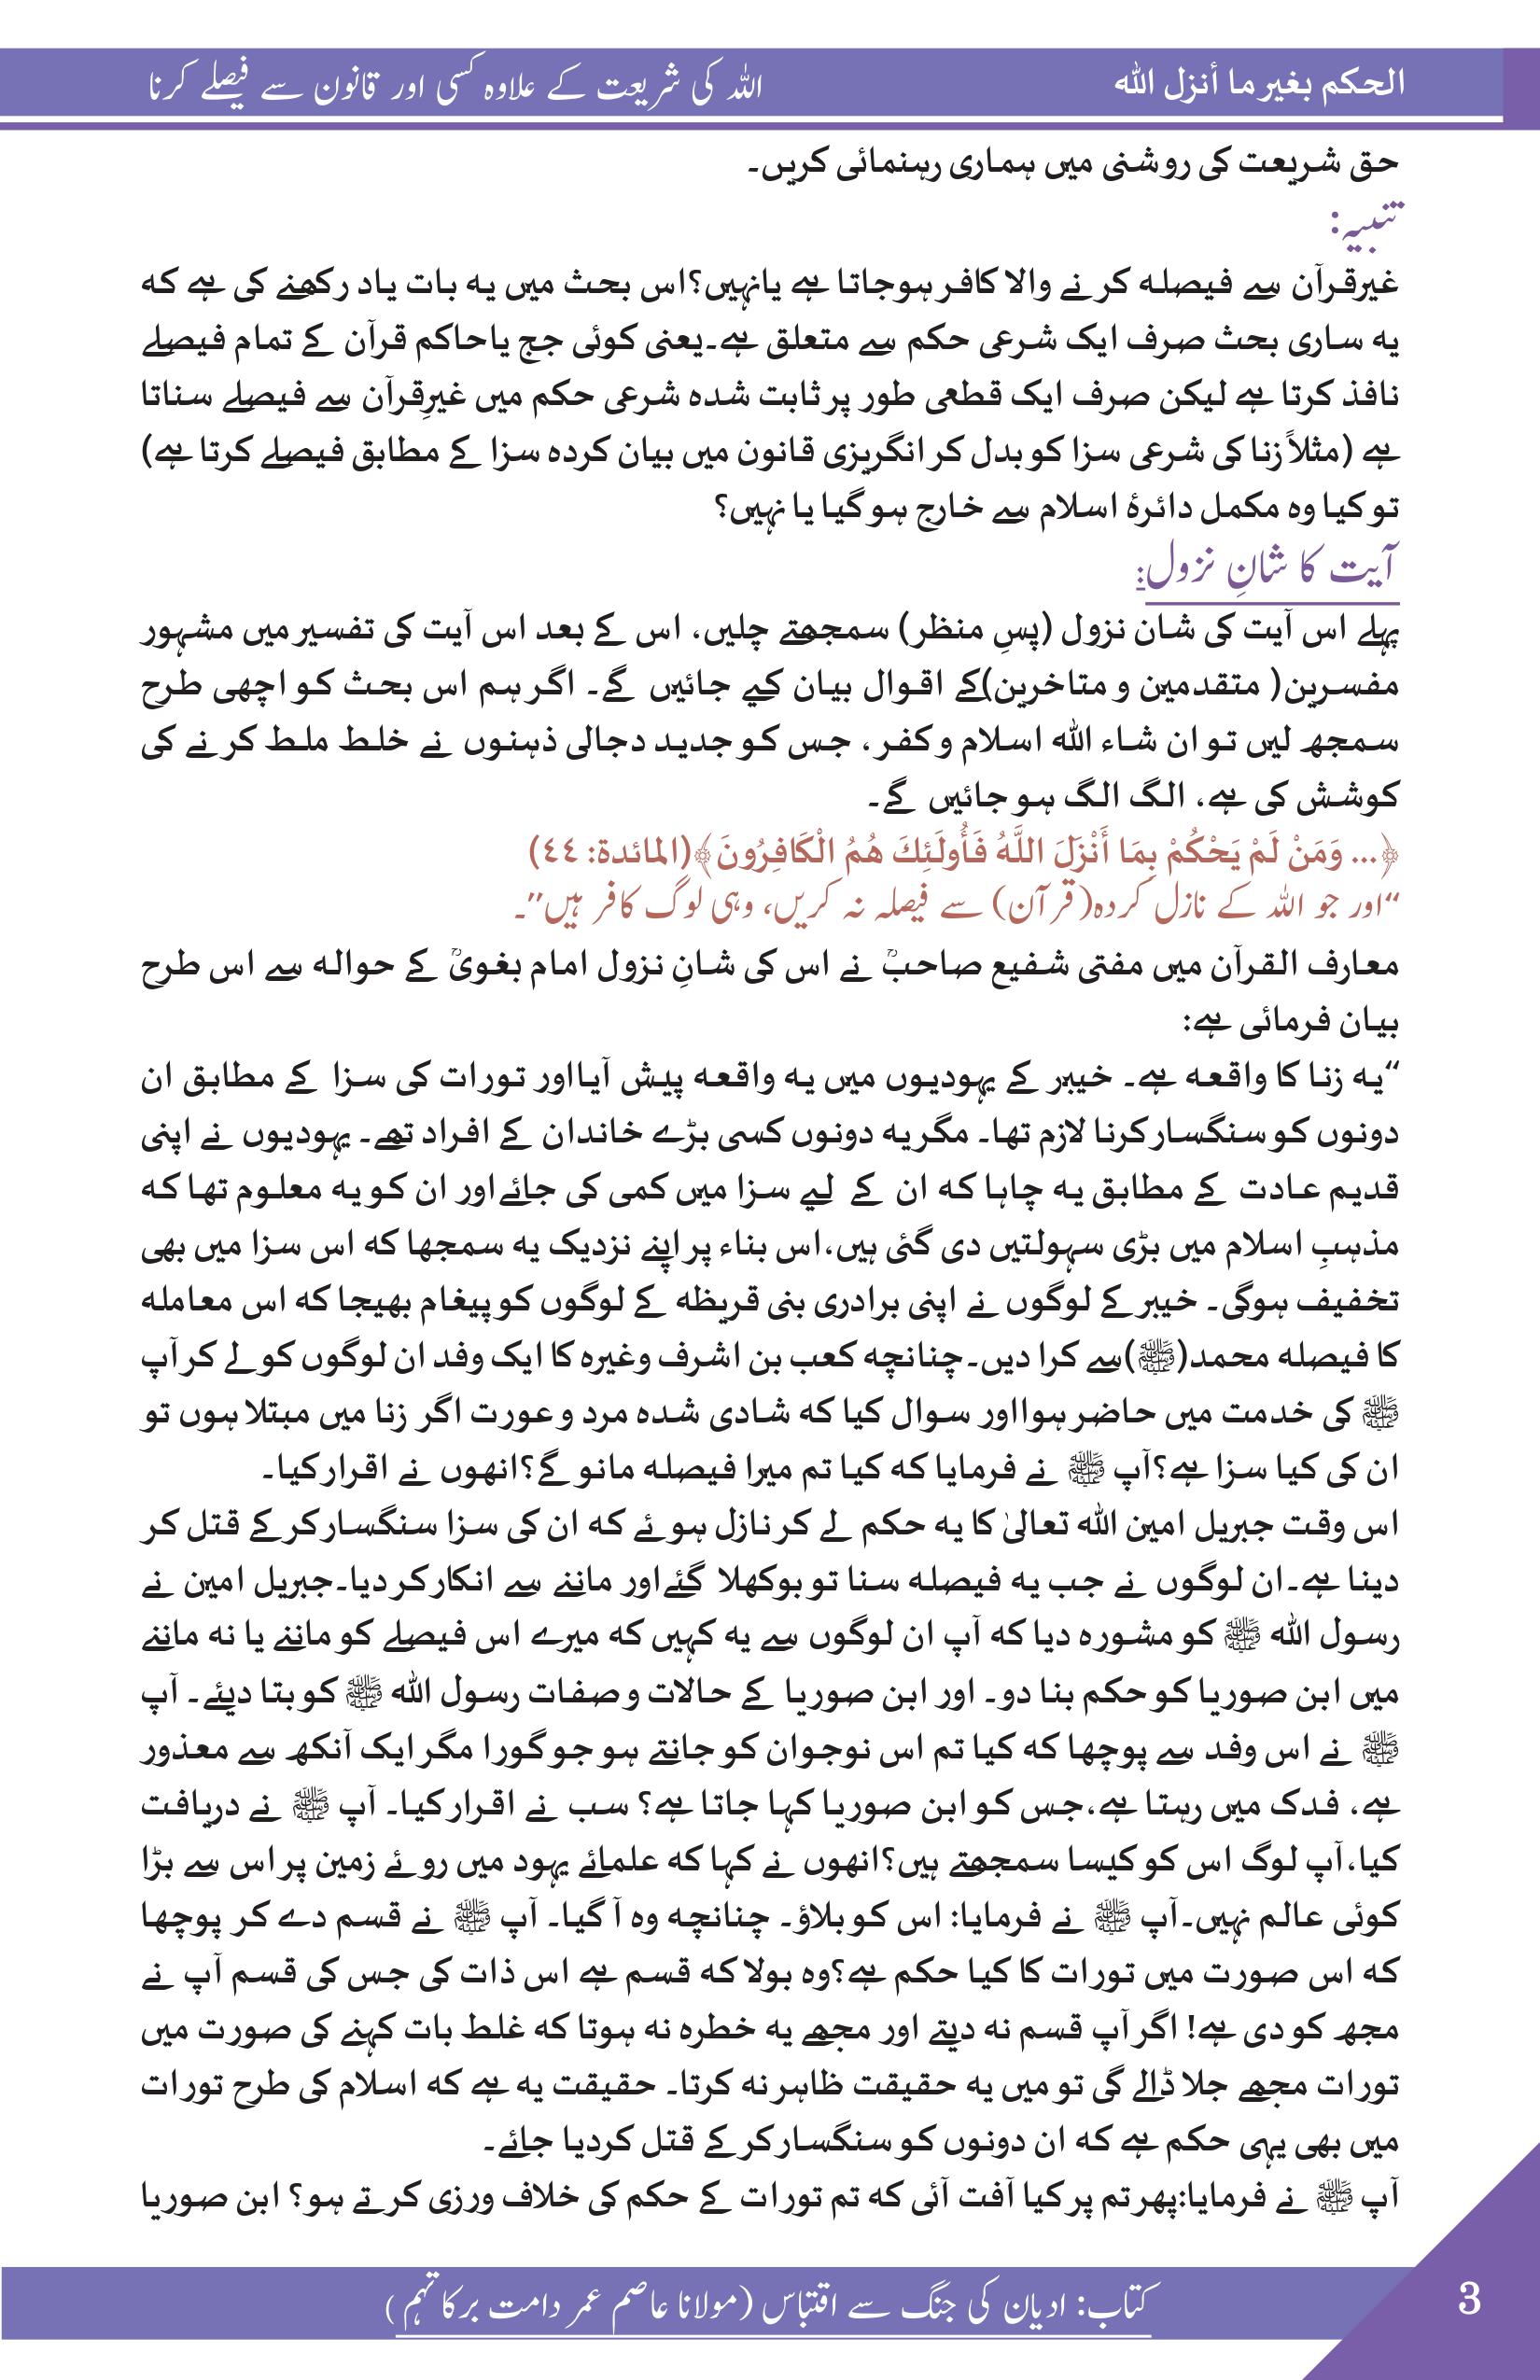 الحکم بغیر ما أنزل الله
اللہ کی شریعت کے علاوہ کسی اور قانون سے فیصلے کرنا
حق شریعت کی روشنی میں ہماری رہنمائی کریں۔
تنبیہ:
غیرقرآن سے فیصلہ کرنے والا کافر ہوجاتا ہے یانہیں؟اس بحث میں یہ بات یاد رکھنے کی ہے کہ
یہ ساری بحث صرف ایک شرعی حکم سے متعلق ہے۔یعنی کوئی جج یاحاکم قرآن کے تمام فیصلے
نافذ کرتا ہے لیکن صرف ایک قطعی طور پر ثابت شدہ شرعی حکم میں غیرِقرآن سے فیصلے سناتا
ہے (مثلاً زنا کی شرعی سزا کو بدل کر انگریزی قانون میں بیان کردہ سزا کے مطابق فیصلے کرتا ہے)
تو کیا وہ مکمل دائرۂ اسلام سے خارج ہوگیا یا نہیں؟
آیت کا شانِ نزول:
پہلے اس آیت کی شان نزول (پسِ منظر) سمجھتے چلیں، اس کے بعد اس آیت کی تفسیر میں مشہور
مفسرین( متقدمین و متاخرین)کے اقوال بیان کیے جائیں گے۔ اگر ہم اس بحث کو اچھی طرح
سمجھ لیں تو ان شاء اللہ اسلام و کفر، جس کو جدید دجالی ذہنوں نے خلط ملط کرنے کی
کوشش کی ہے، الگ الگ ہو جائیں گے۔
﴿... وَمَنْ لَمْ يَحْكُمْ بِمَا أَنْزَلَ اللَّهُ فَأُولَئِكَ هُمُ الْكَافِرُونَ﴾(المائدة: ٤٤)
“اور جو اللہ کے نازل کردہ(قرآن) سے فیصلہ نہ کریں، وہی لوگ کافر ہیں”۔
معارف القرآن میں مفتی شفیع صاحبؒ نے اس کی شانِ نزول امام بغویؒ کے حوالہ سے اس طرح
بیان فرمائی ہے:
“یہ زنا کا واقعہ ہے۔ خیبر کے یہودیوں میں یہ واقعہ پیش آیااور تورات کی سزا کے مطابق ان
دونوں کو سنگسار کرنا لازم تھا۔ مگر یہ دونوں کسی بڑے خاندان کے افراد تھے۔ یہودیوں نے اپنی
قدیم عادت کے مطابق یہ چاہا کہ ان کے لیے سزا میں کمی کی جائے اور ان کو یہ معلوم تھا کہ
مذہبِ اسلام میں بڑی سہولتیں دی گئی ہیں،اس بناء پر اپنے نزدیک یہ سمجھا کہ اس سزا میں بھی
تخفیف ہوگی۔ خیبر کے لوگوں نے اپنی برادری بنی قریظہ کے لوگوں کو پیغام بھیجا کہ اس معاملہ
کا فیصلہ محمد(ﷺ)سے کرا دیں۔چنانچہ کعب بن اشرف وغیرہ کا ایک وفد ان لوگوں کو لے کر آپ
ﷺ کی خدمت میں حاضر ہوا اور سوال کیا کہ شادی شدہ مرد و عورت اگر زنا میں مبتلا ہوں تو
ان کی کیا سزا ہے؟آپ ﷺ نے فرمایا کہ کیا تم میرا فیصلہ مانو گے؟انھوں نے اقرار کیا۔
اس وقت جبریل امین اللہ تعالیٰ کا یہ حکم لے کر نازل ہوئے کہ ان کی سزا سنگسار کرکے قتل کر
دینا ہے۔ان لوگوں نے جب یہ فیصلہ سنا تو بوکھلا گئے اور ماننے سے انکار کر دیا۔جبریل امین نے
رسول اللہ ﷺ کو مشورہ دیا کہ آپ ان لوگوں سے یہ کہیں کہ میرے اس فیصلے کو ماننے یا نہ ماننے
میں ابن صوریا کو حکم بنا دو۔ اور ابن صوریا کے حالات و صفات رسول اللہ ﷺ کو بتا دیئے۔ آپ
ﷺ نے اس وفد سے پوچھا کہ کیا تم اس نوجوان کو جانتے ہو جو گورا مگر ایک آنکھ سے معذور
ہے، فدک میں رہتا ہے،جس کو ابن صوریا کہا جاتا ہے؟ سب نے اقرار کیا۔ آپ ﷺ نے دریافت
کیا،آپ لوگ اس کو کیسا سمجھتے ہیں؟انھوں نے کہا کہ علمائے یہود میں روئے زمین پر اس سے بڑا
کوئی عالم نہیں۔آپ ﷺ نے فرمایا: اس کو بلاؤ۔ چنانچہ وہ آ گیا۔ آپ ﷺ نے قسم دے کر پوچھا
کہ اس صورت میں تورات کا کیا حکم ہے؟وہ بولا کہ قسم ہے اس ذات کی جس کی قسم آپ نے
مجھ کو دی ہے! اگر آپ قسم نہ دیتے اور مجھے یہ خطرہ نہ ہوتا کہ غلط بات کہنے کی صورت میں
تورات مجھے جلا ڈالے گی تو میں یہ حقیقت ظاہر نہ کرتا۔ حقیقت یہ ہے کہ اسلام کی طرح تورات
میں بھی یہی حکم ہے کہ ان دونوں کو سنگسار کرکے قتل کردیا جائے۔
آپ ﷺ نے فرمایا:پھر تم پر کیا آفت آئی کہ تم تورات کے حکم کی خلاف ورزی کرتے ہو؟ ابن صوریا
کتاب: ادیان کی جنگ سے اقتباس (مولانا عاصم عمر دامت برکاتہم)
3